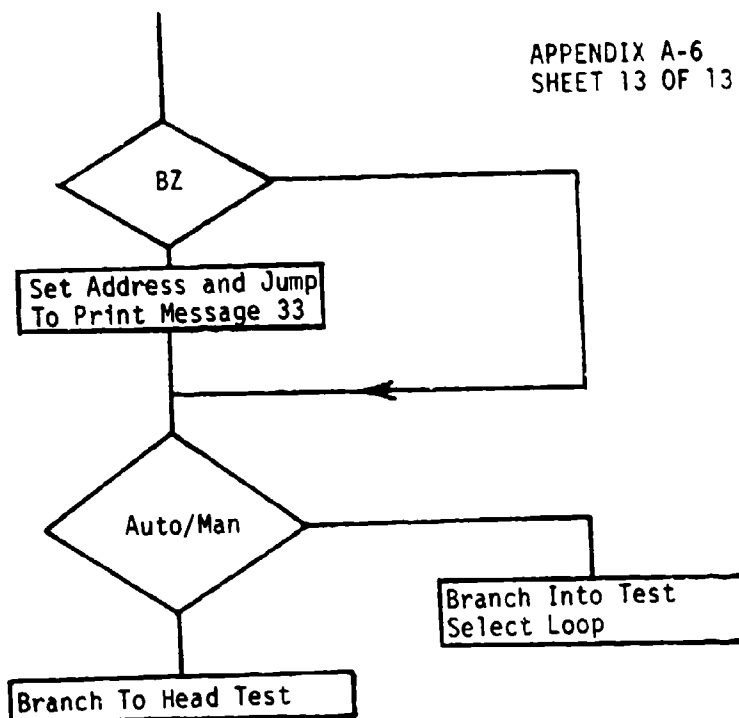 APPENDIX A-6
SHEET 13 OF 13
BZ
Set Address and Jump
To Print Message 33
Auto/Man
Branch Into Test
Select Loop
Branch To Head Test